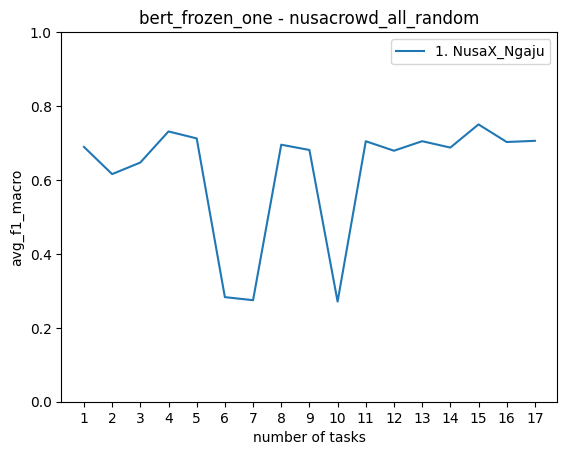 bert_frozen_one - nusacrowd_all_random
1. NusaX_Ngaju
avg_f1_macro
1.0
0.8
0.6
0.4
0.2
0.0
1 2 3 4 5 6 7 8 9 10 11 12 13 14 15 16 17
number of tasks